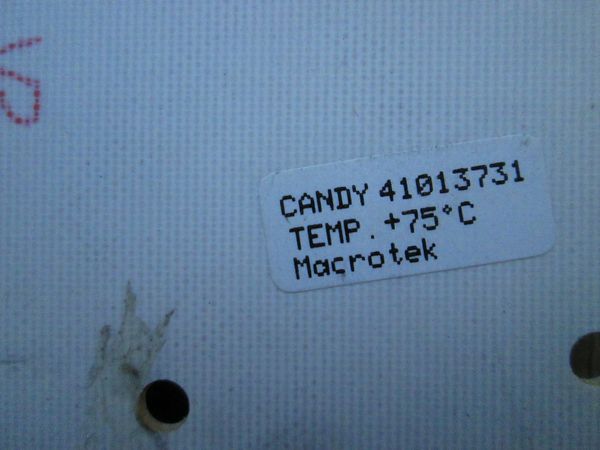 CANDY 41013731
TEMP. +75°C
Macrotek